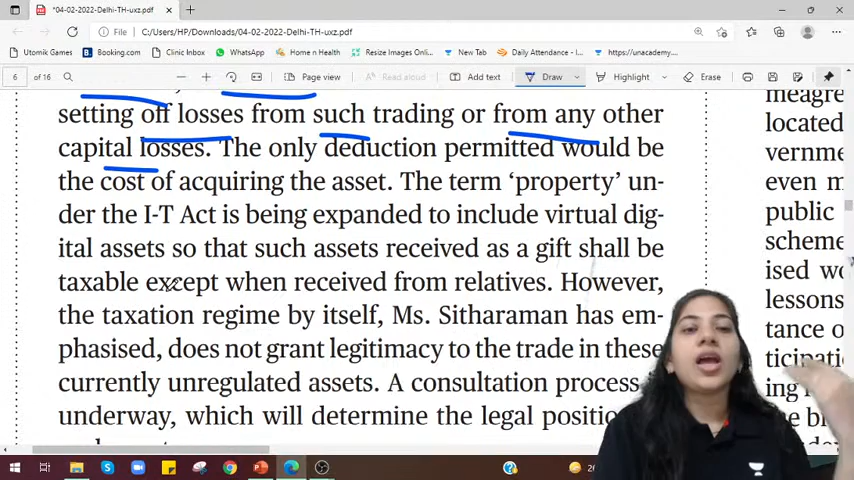 *04-02-2022-Delhi-TH-uxz.pdf
File
C:/Users/HP/Downloads/04-02-2022-Delhi-TH-uxz.pdf
Utomik Games
Booking.com
Clinic Inbox
WhatsApp
Home n Health
Resize Images Onl...
New Tab
Daily Attendance - I...
https://unacademy...
6 of 16
Page view
Read aloud
Add text
Draw
Highlight
Erase
setting off losses from such trading or from any other
capital losses. The only deduction permitted would be
the cost of acquiring the asset. The term ‘property’ un-
der the I-T Act is being expanded to include virtual dig-
ital assets so that such assets received as a gift shall be
taxable except when received from relatives. However,
the taxation regime by itself, Ms. Sitharaman has em-
phasised, does not grant legitimacy to the trade in these
currently unregulated assets. A consultation process
underway, which will determine the legal positio
meagre
located
vernme
even m
public
scheme
ised wo
lessons
tance o
ticipati
ing